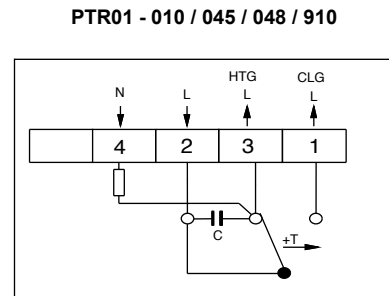 PTR01 - 010 / 045 / 048 / 910
HTG CLG
N L L L
4 2 3 1
C
+T